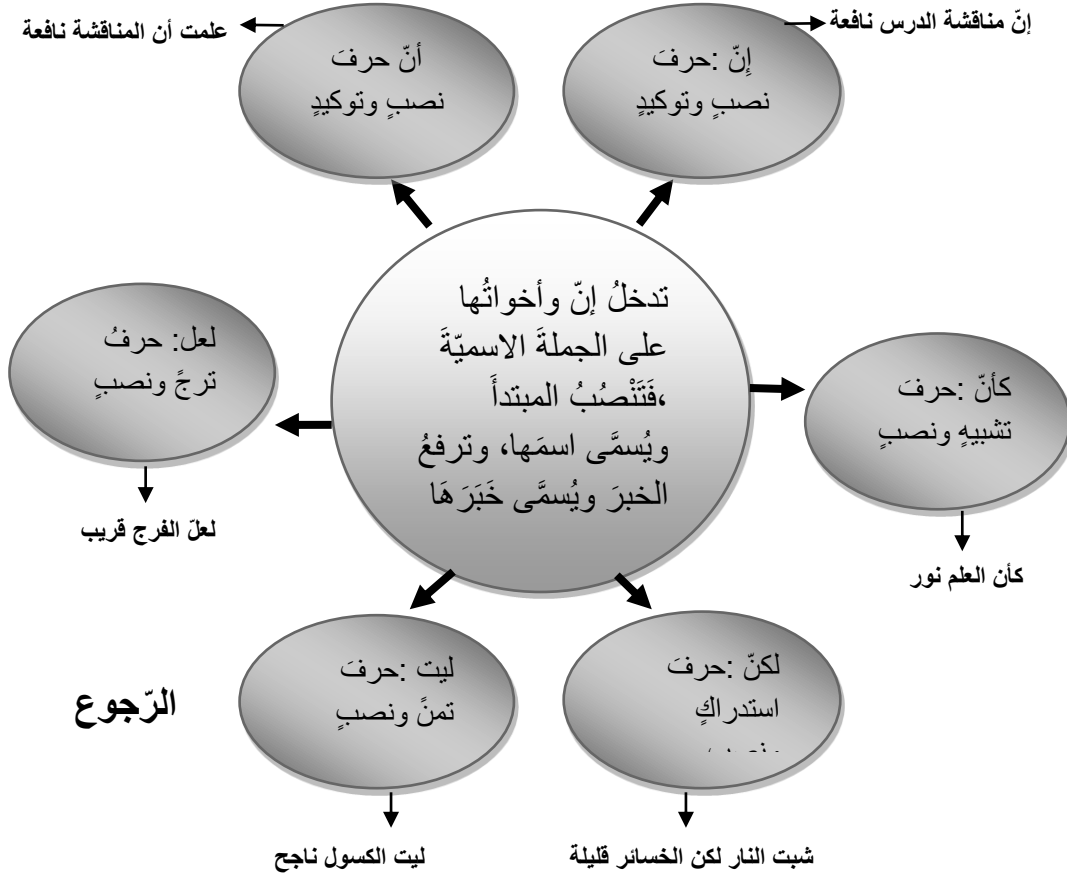 إنّ مناقشة الدرس نافعة
علمت أن المناقشة نافعة
إِنّ :حرفَ
نصبٍ وتوكيدٍ
أنّ حرفَ
نصبٍ وتوكيدٍ
تدخلُ إنّ وأخواتُها
على الجملةَ الاسميّةَ
،فَتَنْصُبُ المبتدأَ
ويُسمَّى اسمَها، وترفعُ
الخبرَ ويُسمَّى خَبَرَهَا
كأنّ :حرفَ
تشبيهٍ ونصبٍ
كأن العلم نور
لعل: حرفُ
ترجً ونصبٍ
لعلّ الفرج قريب
لكنّ :حرفَ
استدراكٍ
شبت النار لكن الخسائر قليلة
ليت :حرفَ
تمنً ونصبٍ
ليت الكسول ناجح
الرّجوع